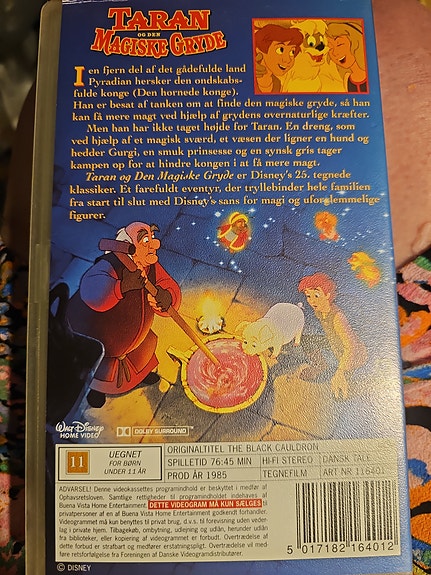 TARAN
OG DEN
MAGISKE GRYDE
I en fjern del af det gådefulde land
Pyradian hersker den ondskabs-
fulde konge (Den hornede konge).
Han er besat af tanken om at finde den magiske gryde, så han
kan få mere magt ved hjælp af grydens overnaturlige kræfter.
Men han har ikke taget højde for Taran. En dreng, som
ved hjælp af et magisk sværd, et væsen der ligner en hund og
hedder Gurgi, en smuk prinsesse og en synsk gris tager
kampen op for at hindre kongen i at få mere magt.
Taran og Den Magiske Gryde er Disney's 25. tegnede
klassiker. Et farefuldt eventyr, der tryllebinder hele familien
fra start til slut med Disney's sans for magi og uforglemmelige
figurer.
WALT DISNEY
HOME VIDEO
DOLBY SURROUND
11
UEGNET
FOR BØRN
UNDER 11 ÅR
ORIGINALTITEL THE BLACK CAULDRON
SPILLETID 76:45 MIN
HI-FI STEREO
DANSK TALE
PROD ÅR 1985
TEGNEFILM
ART NR 11640
ADVARSEL! Denne videokassettes programindhold er beskyttet i medfør af
Ophavsretsloven. Samtlige rettigheder til programindholdet indehaves af
Buena Vista Home Entertainment. DETTE VIDEOGRAM MÅ KUN SÆLGES til
privatpersoner af en af Buena Vista Home Entertainment godkendt forhandler.
Videogrammet må kun benyttes til privat brug, d.v.s. til forevisning uden veder-
lag i privat hjem. Tilbagekøb, ombytning, udlejning og udlån, herunder udlån
fra biblioteker, eller kopiering af videogrammet er forbudt. Overtrædelse af
dette forbud er strafbart og medfører erstatningspligt. Overtrædelse vil med-
føre retsforfølgelse fra Foreningen af Danske Videogramdistributører.
5 017182 164012
© DISNEY